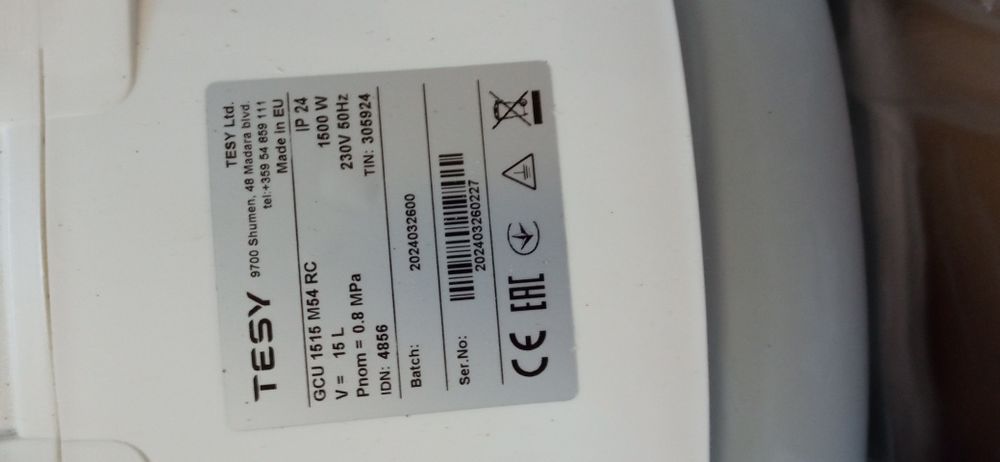 TESY Ltd.
TESY 9700 Shumen, 48 Madara blvd.
tel:+359 54 859 111
Made in EU
GCU 1515 M54 RC IP 24
V = 15 L 1500 W
Pnom = 0.8 MPa 230V 50Hz
IDN: 4856 TIN: 305924
Batch: 2024032600
Ser.No: 202403260227
CE EAC